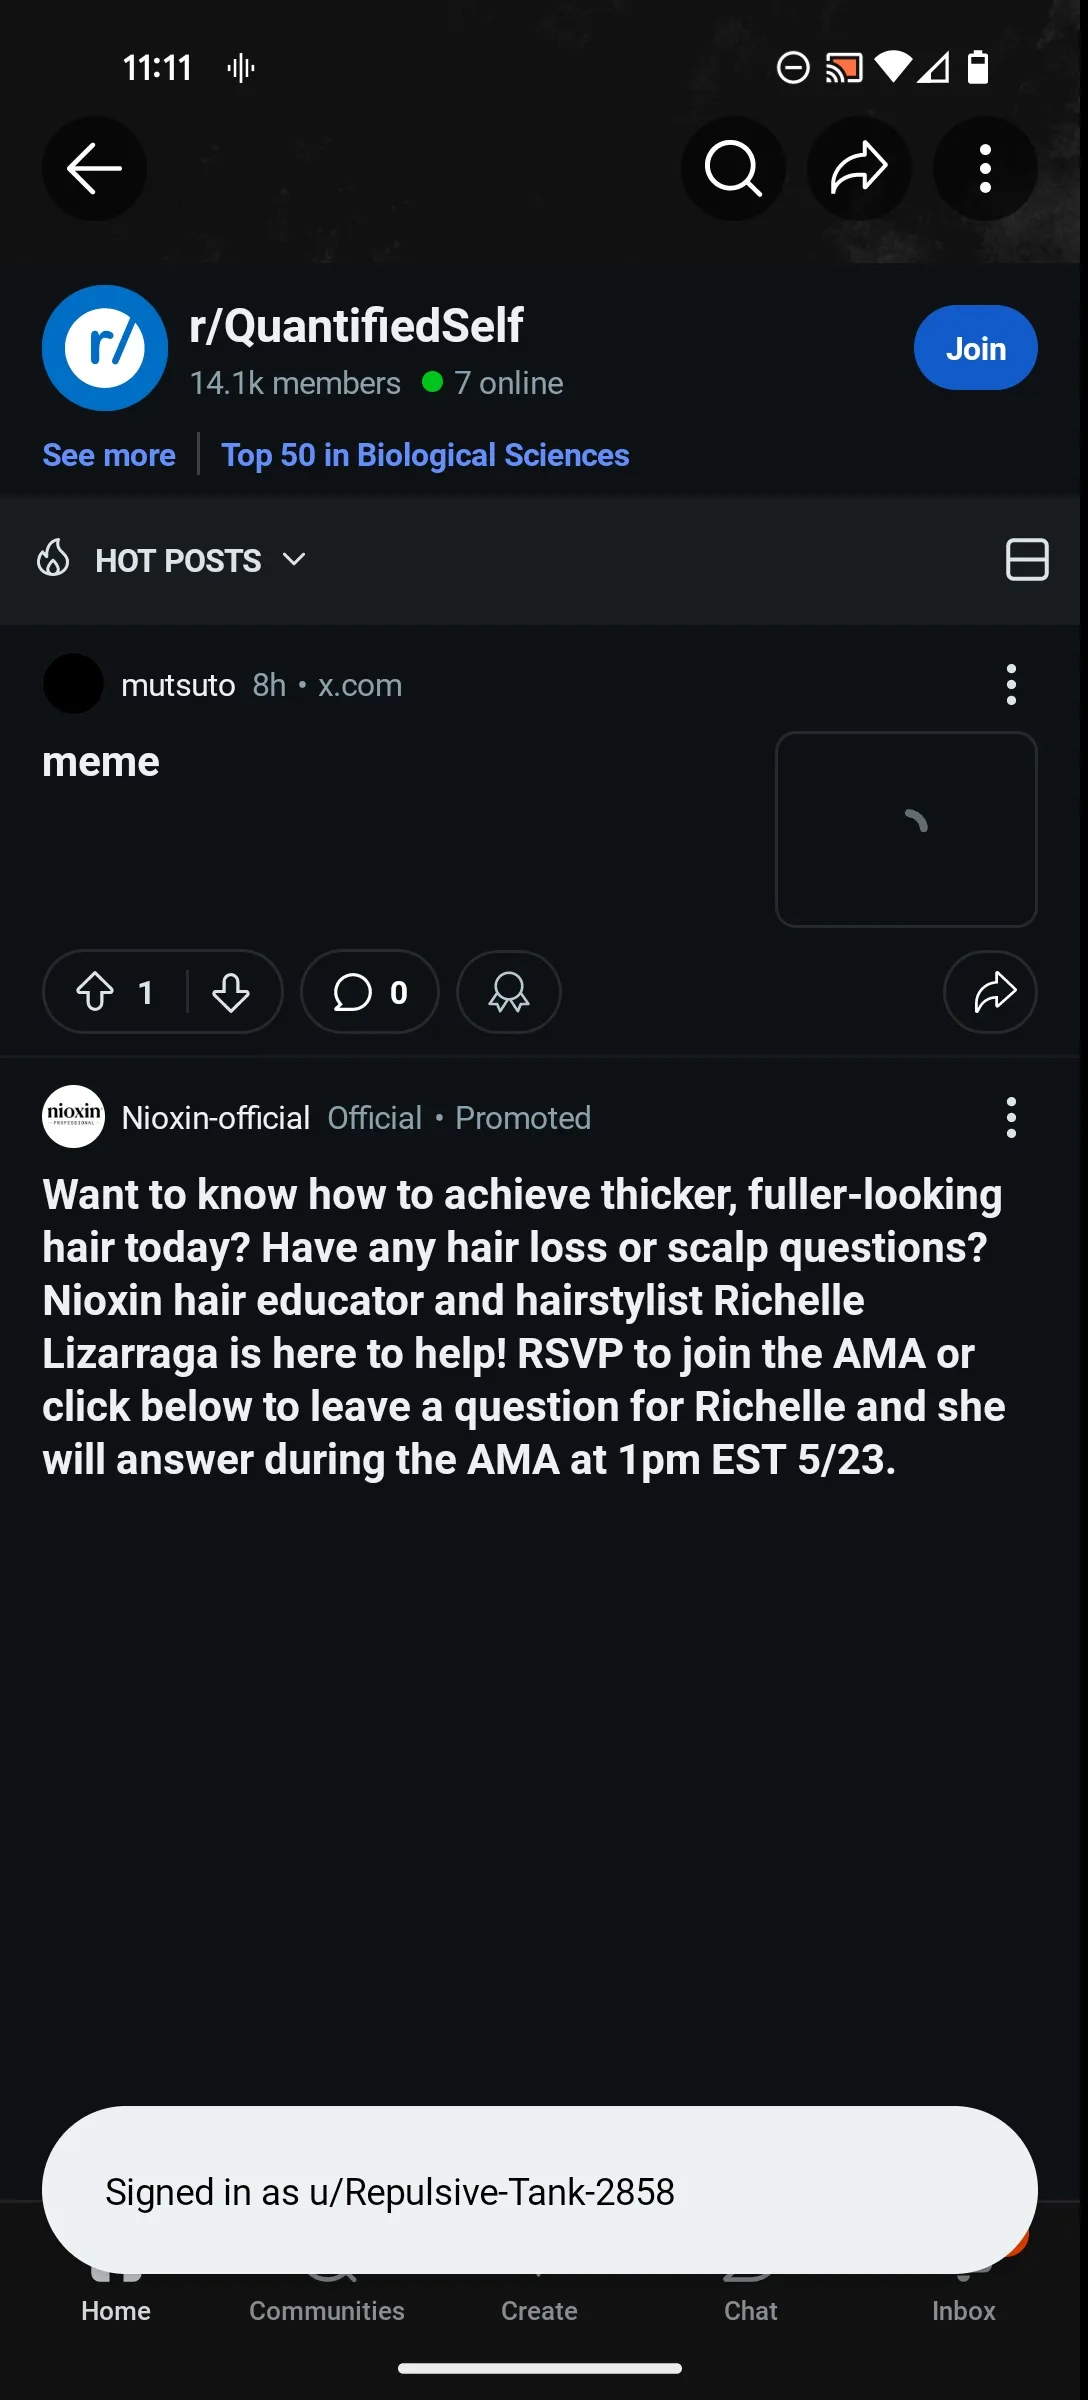 11:11
r/
r/QuantifiedSelf
14.1k members 7 online
Join
See more
Top 50 in Biological Sciences
HOT POSTS
mutsuto 8h • x.com
meme
1
0
nioxin
PROFESSIONAL
Nioxin-official Official • Promoted
Want to know how to achieve thicker, fuller-looking
hair today? Have any hair loss or scalp questions?
Nioxin hair educator and hairstylist Richelle
Lizarraga is here to help! RSVP to join the AMA or
click below to leave a question for Richelle and she
will answer during the AMA at 1pm EST 5/23.
Signed in as u/Repulsive-Tank-2858
Home
Communities
Create
Chat
Inbox